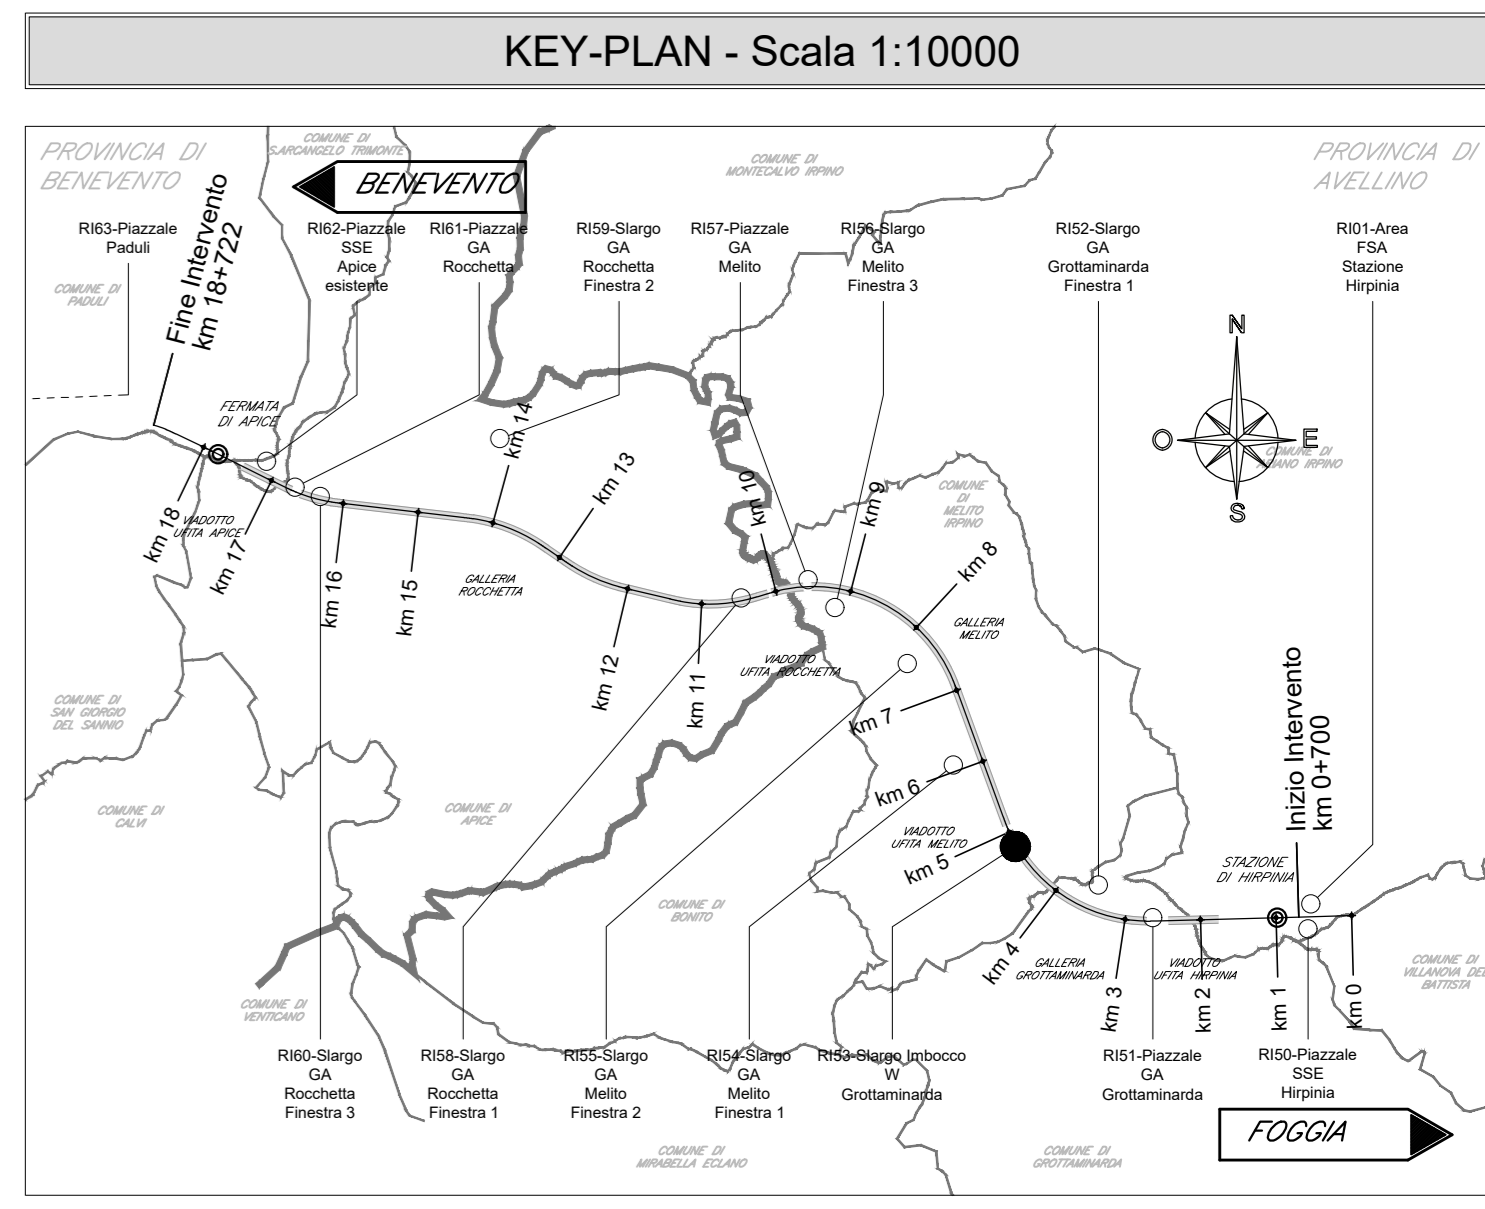 KEY-PLAN - Scala 1:10000
PROVINCIA DI
BENEVENTO
COMUNE DI
S.ARCANGELO TRIMONTE
BENEVENTO
COMUNE DI
MONTECALVO IRPINO
PROVINCIA DI
AVELLINO
RI63-Piazzale
Paduli
Fine Intervento
km 18+722
RI62-Piazzale
SSE
Apice
esistente
RI61-Piazzale
GA
Rocchetta
RI59-Slargo
GA
Rocchetta
Finestra 2
RI57-Piazzale
GA
Melito
RI56-Slargo
GA
Melito
Finestra 3
RI52-Slargo
GA
Grottaminarda
Finestra 1
RI01-Area
FSA
Stazione
Hirpinia
COMUNE DI
PADULI
N
O
E
S
COMUNE DI
ARIANO IRPINO
FERMATA
DI APICE
COMUNE
DI
MELITO
IRPINO
km 18
VIADOTTO
UFITA APICE
km 17
km 16
km 15
km 14
km 13
km 12
km 11
km 10
km 9
km 8
km 7
km 6
km 5
km 4
km 3
km 2
km 1
km 0
GALLERIA
ROCCHETTA
GALLERIA
MELITO
VIADOTTO
UFITA ROCCHETTA
COMUNE DI
SAN GIORGIO
DEL SANNIO
Inizio Intervento
km 0+700
COMUNE DI
CALVI
COMUNE DI
APICE
VIADOTTO
UFITA MELITO
STAZIONE
DI HIRPINIA
COMUNE DI
BONITO
GALLERIA
GROTTAMINARDA
VIADOTTO
UFITA HIRPINIA
COMUNE DI
VILLANOVA DEL
BATTISTA
COMUNE DI
VENTICANO
RI60-Slargo
GA
Rocchetta
Finestra 3
RI58-Slargo
GA
Rocchetta
Finestra 1
RI55-Slargo
GA
Melito
Finestra 2
RI54-Slargo
GA
Melito
Finestra 1
RI53-Slargo Imbocco
W
Grottaminarda
RI51-Piazzale
GA
Grottaminarda
RI50-Piazzale
SSE
Hirpinia
FOGGIA
COMUNE DI
MIRABELLA ECLANO
COMUNE DI
GROTTAMINARDA